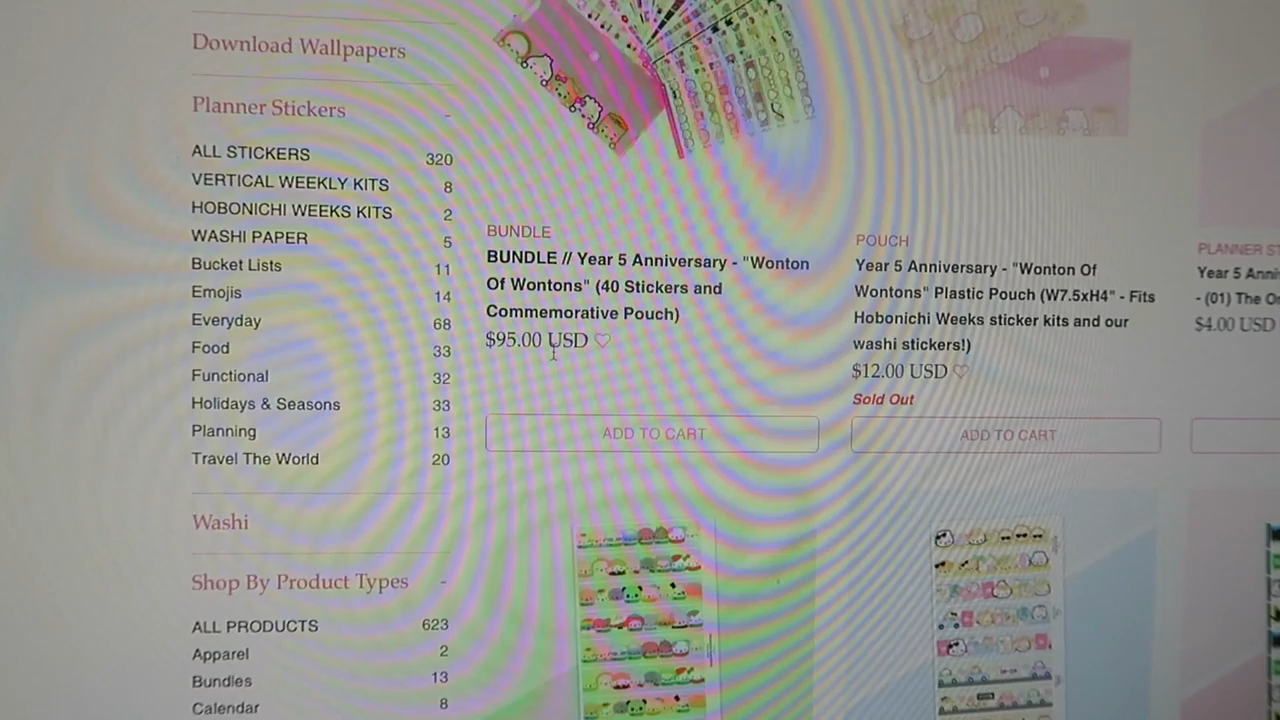 Download Wallpapers
Planner Stickers -
ALL STICKERS 320
VERTICAL WEEKLY KITS 8
HOBONICHI WEEKS KITS 2
WASHI PAPER 5
Bucket Lists 11
Emojis 14
Everyday 68
Food 33
Functional 32
Holidays & Seasons 33
Planning 13
Travel The World 20
Washi
Shop By Product Types -
ALL PRODUCTS 623
Apparel 2
Bundles 13
Calendar 8
BUNDLE
BUNDLE // Year 5 Anniversary - "Wonton
Of Wontons" (40 Stickers and
Commemorative Pouch)
$95.00 USD
ADD TO CART
POUCH
Year 5 Anniversary - "Wonton Of
Wontons" Plastic Pouch (W7.5xH4" - Fits
Hobonichi Weeks sticker kits and our
washi stickers!)
$12.00 USD
Sold Out
ADD TO CART
PLANNER
Year 5
- (01) The
$4.00 USD